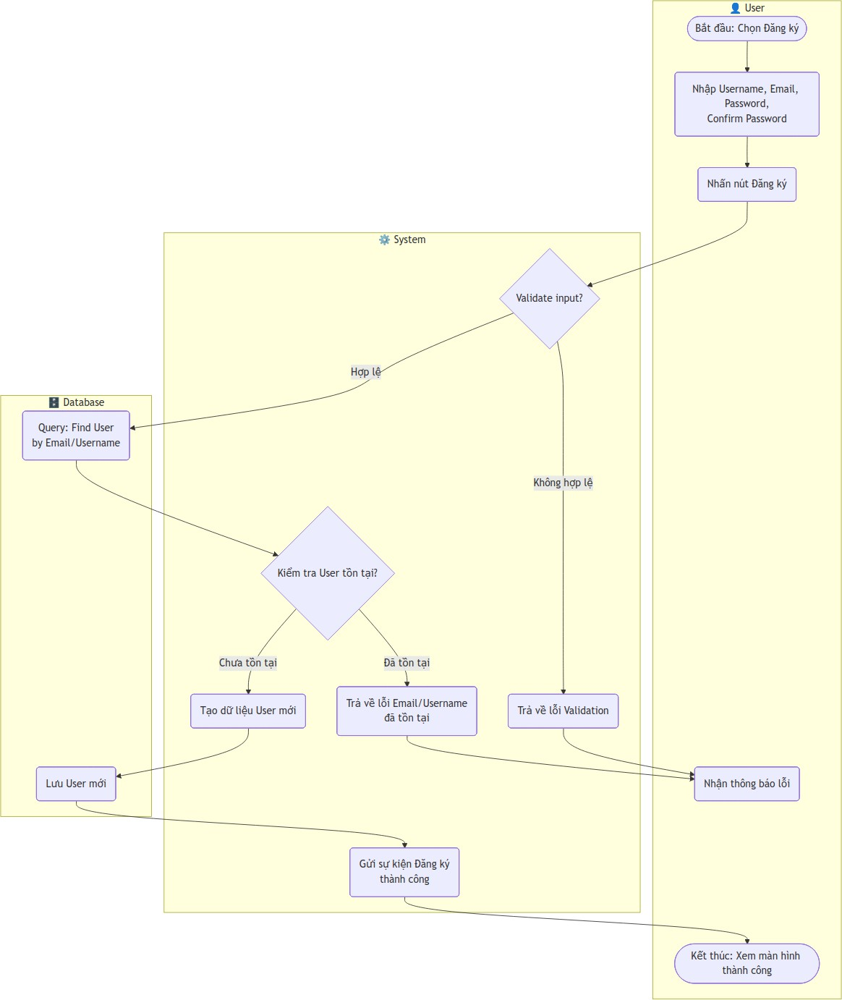 👤 User
Bắt đầu: Chọn Đăng ký
Nhập Username, Email,
Password,
Confirm Password
Nhấn nút Đăng ký
⚙️ System
Validate input?
Hợp lệ
🗄️ Database
Query: Find User
by Email/Username
Không hợp lệ
Kiểm tra User tồn tại?
Chưa tồn tại
Đã tồn tại
Tạo dữ liệu User mới
Trả về lỗi Email/Username
đã tồn tại
Trả về lỗi Validation
Lưu User mới
Nhận thông báo lỗi
Gửi sự kiện Đăng ký
thành công
Kết thúc: Xem màn hình
thành công